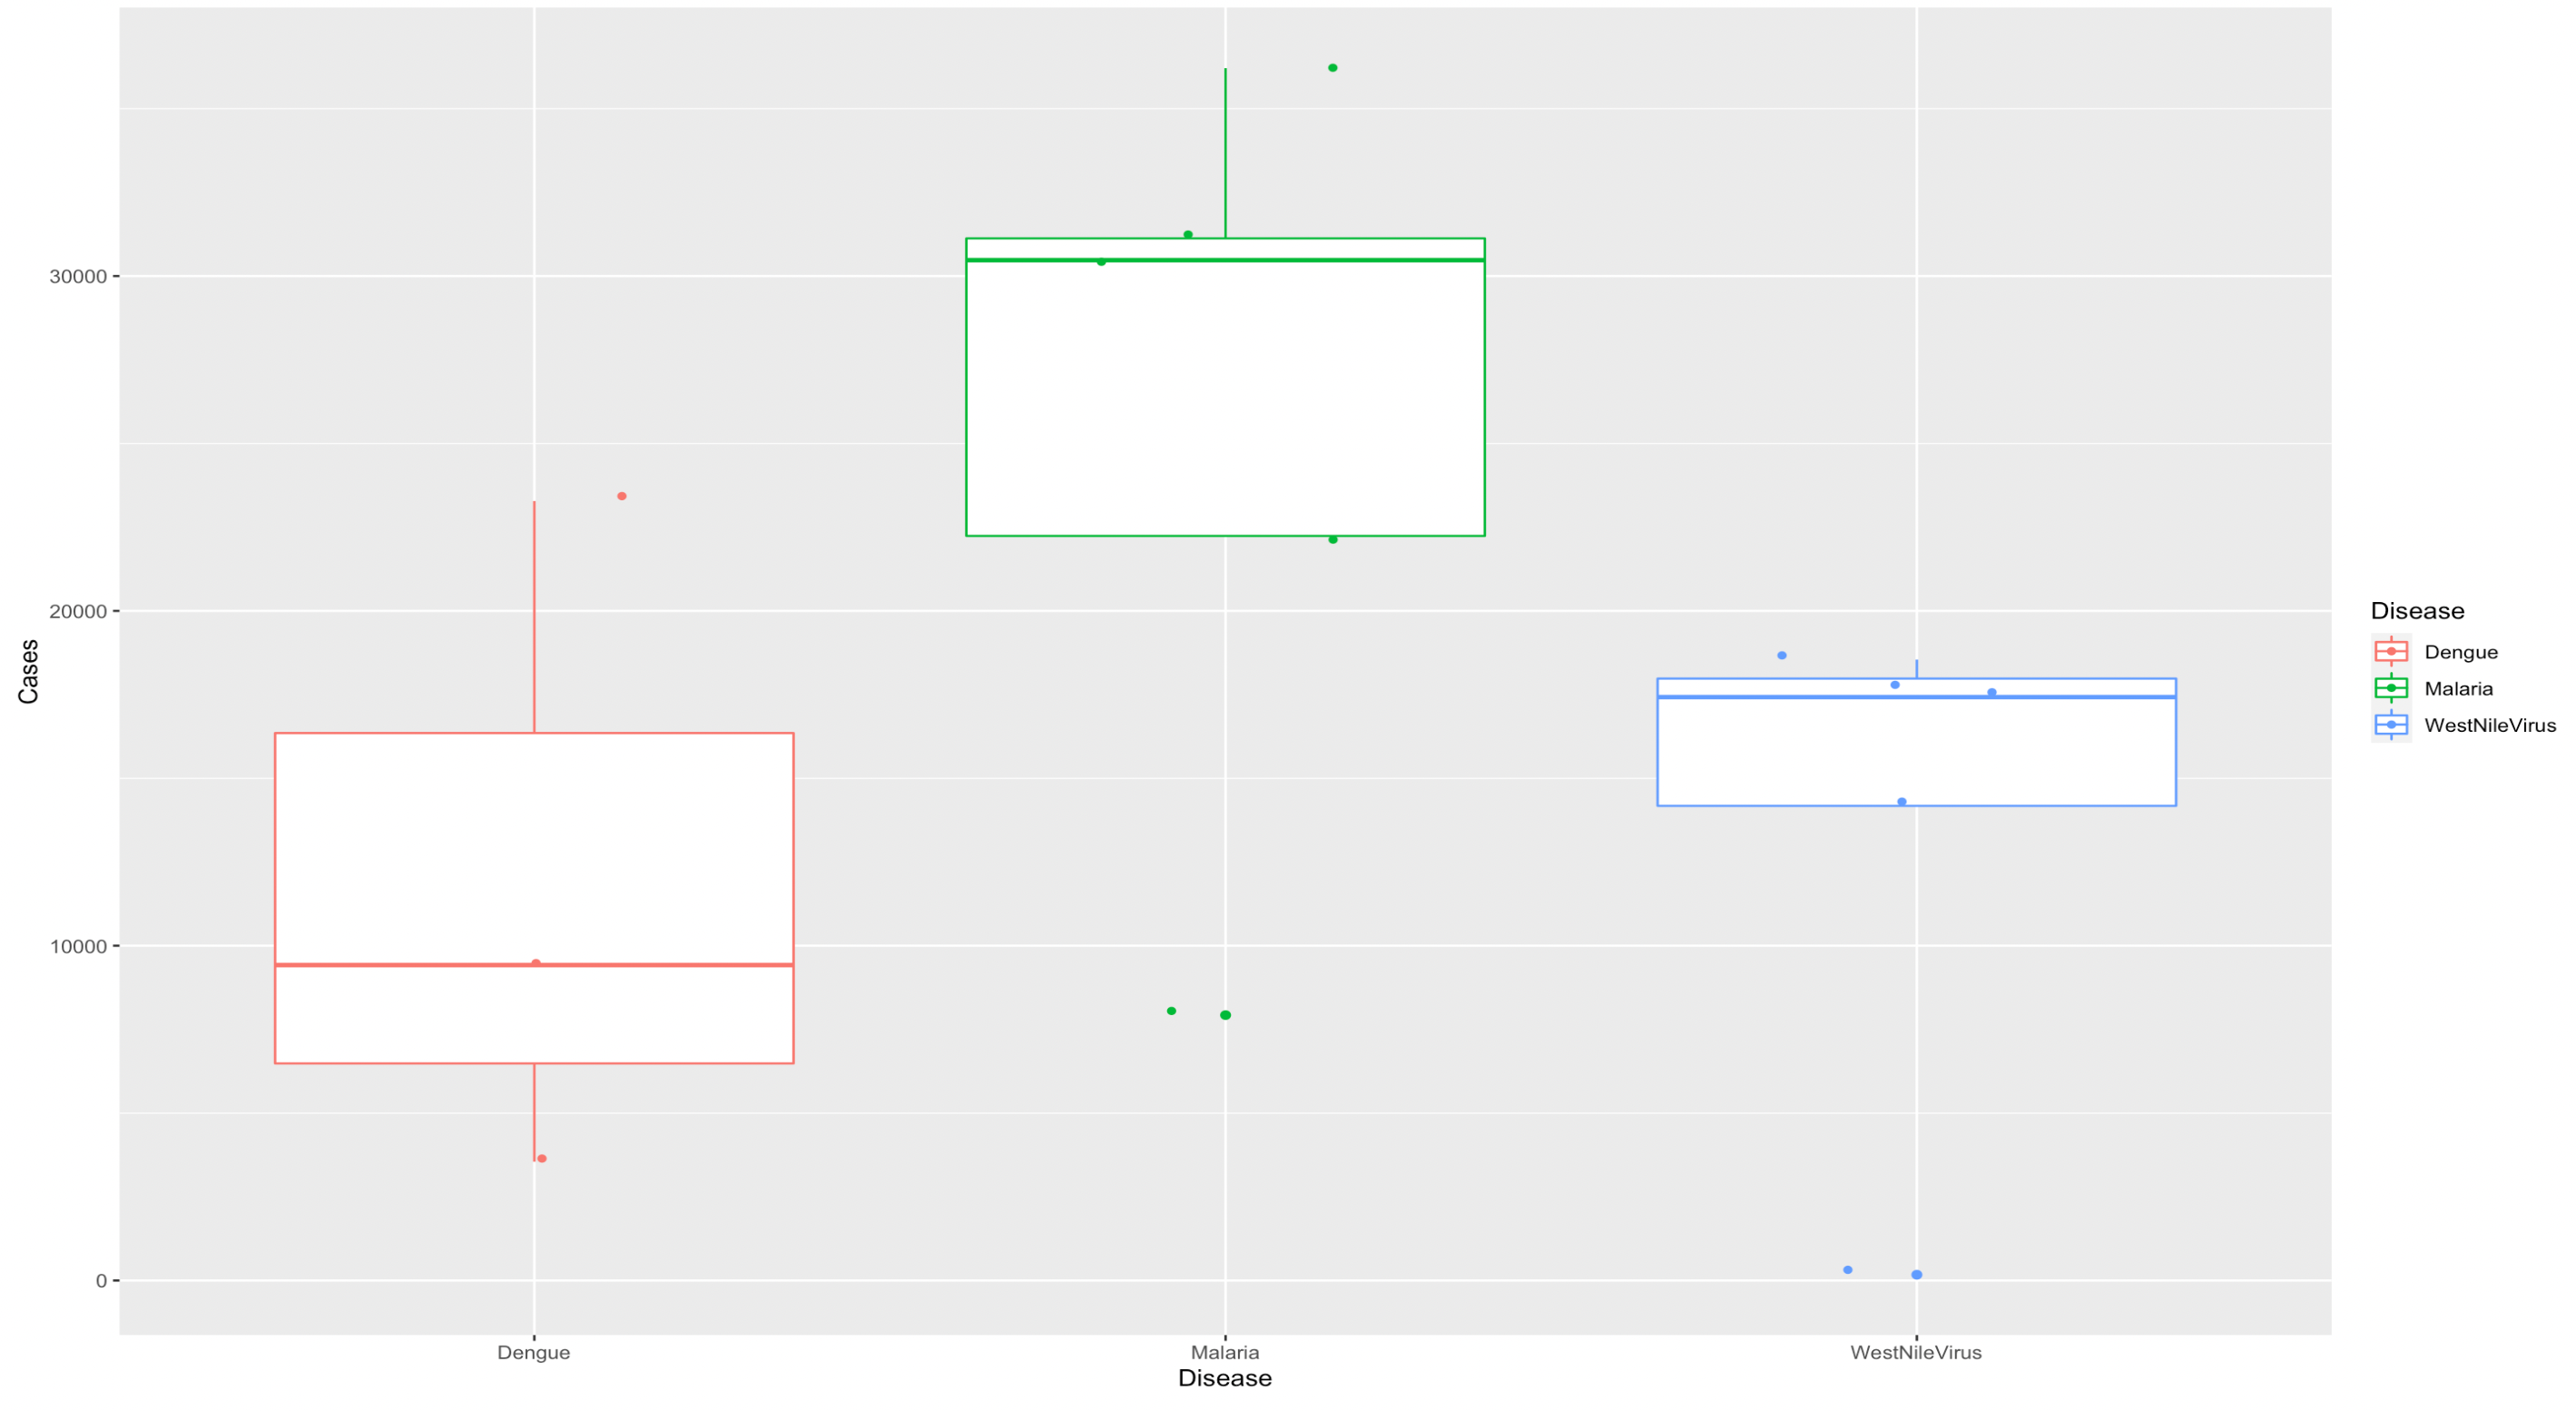 30000
20000
10000
0
Cases
Dengue
Malaria
WestNileVirus
Disease
Disease
Dengue
Malaria
WestNileVirus